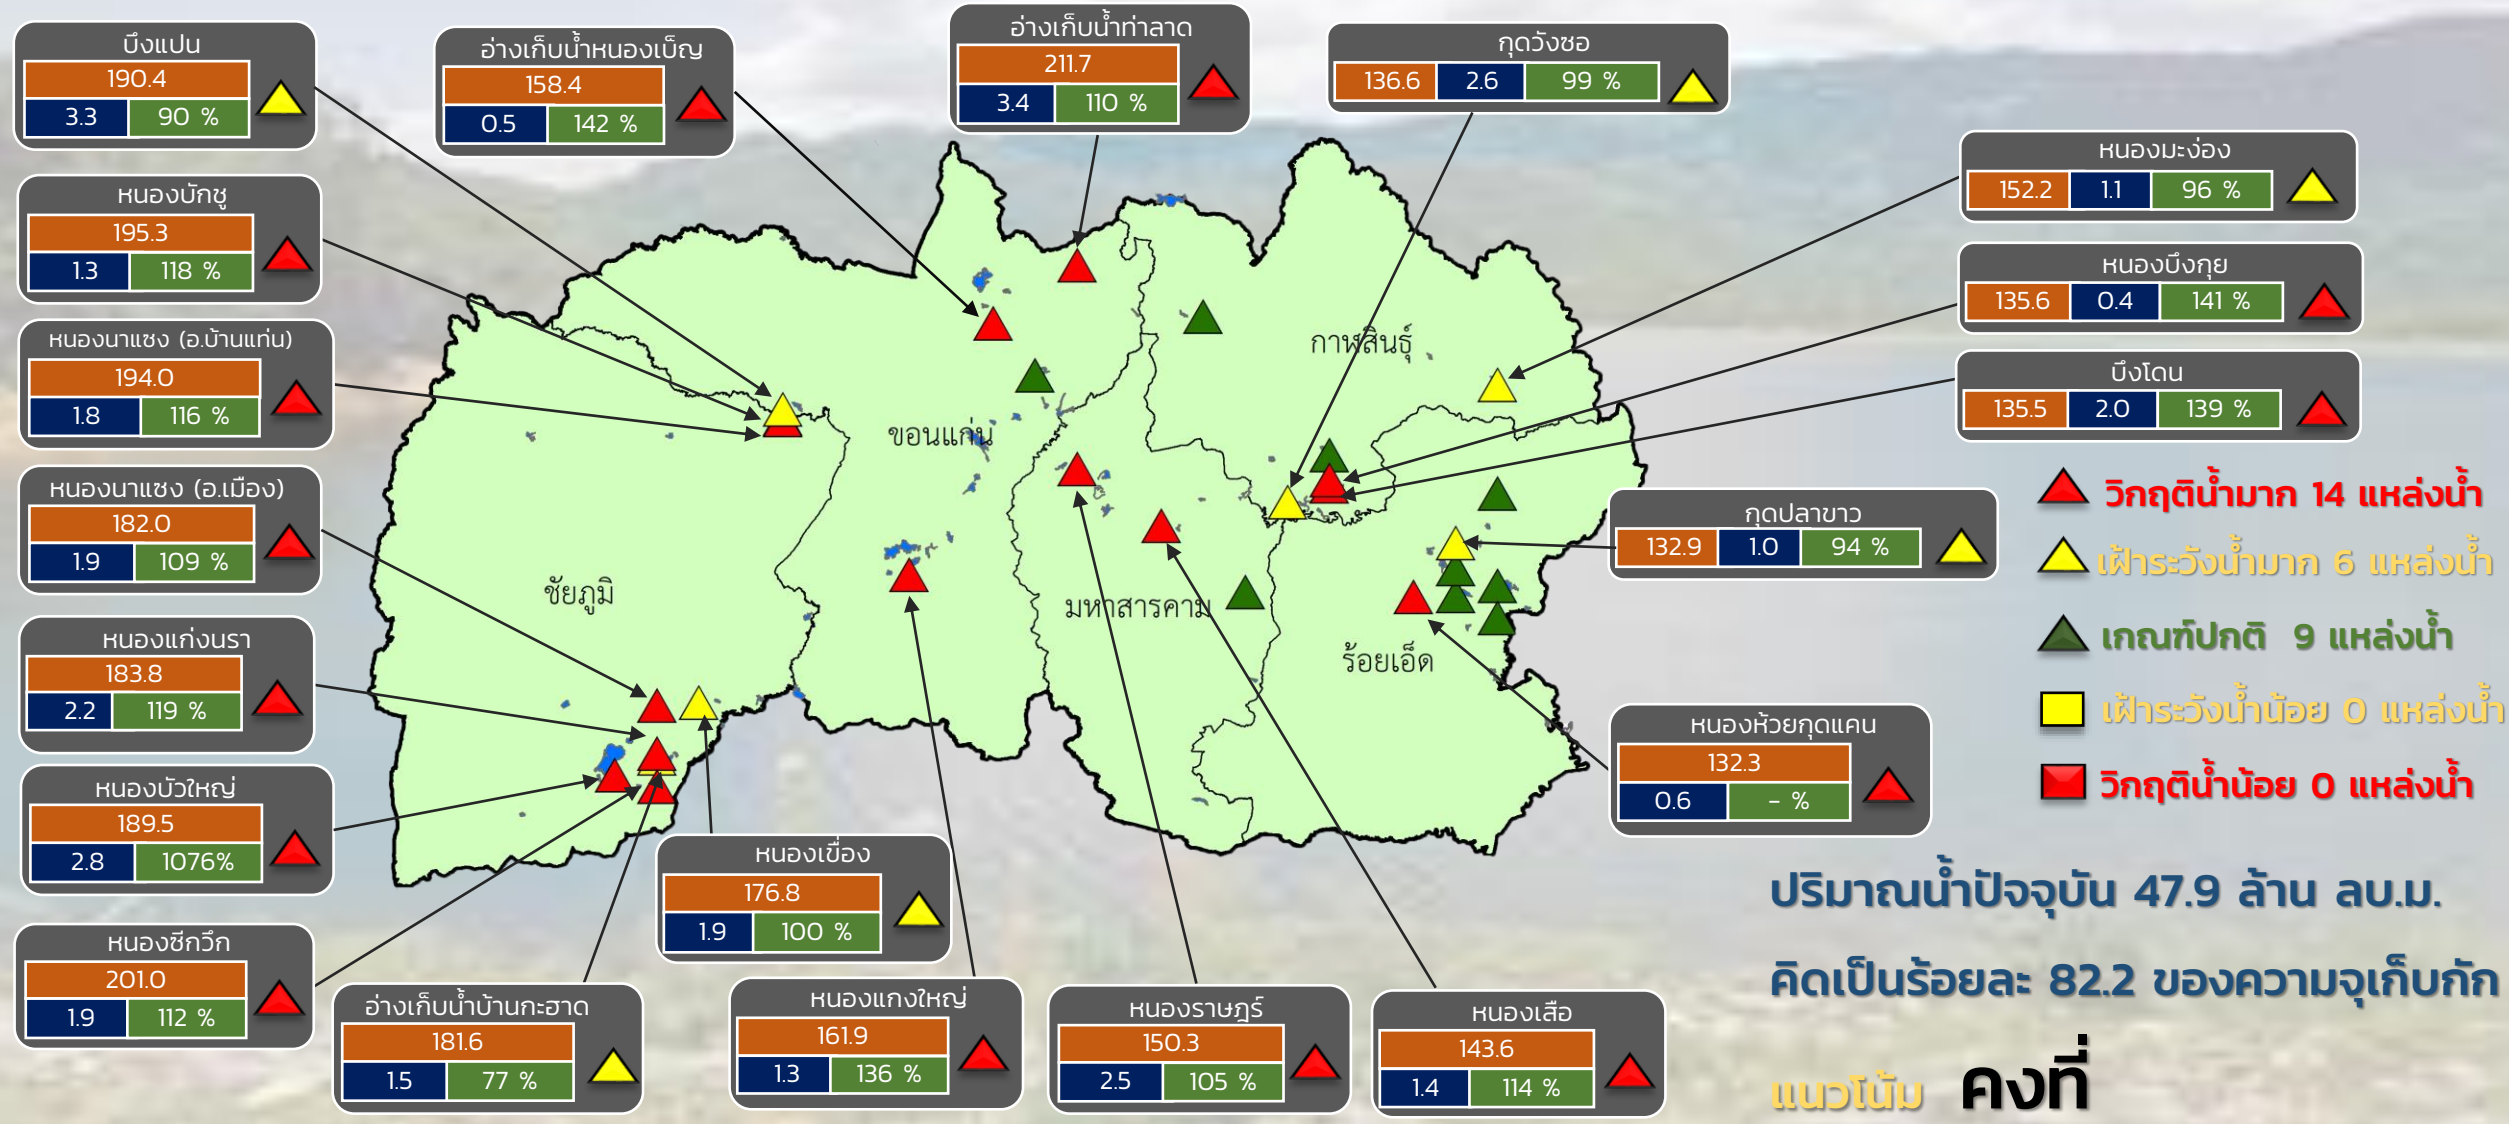 บึงแปน
190.4
3.3 90 %
อ่างเก็บน้ำหนองเบ็ญ
158.4
0.5 142 %
อ่างเก็บน้ำท่าลาด
211.7
3.4 110 %
กุดวังซอ
136.6 2.6 99 %
หนองมะง่อง
152.2 1.1 96 %
หนองบักชู
195.3
1.3 118 %
หนองบึงกุย
135.6 0.4 141 %
หนองนาแซง (อ.บ้านแท่น)
194.0
1.8 116 %
บึงโดน
135.5 2.0 139 %
หนองนาแซง (อ.เมือง)
182.0
1.9 109 %
กุดปลาขาว
132.9 1.0 94 %
กาฬสินธุ์
ขอนแก่น
ชัยภูมิ
มหาสารคาม
ร้อยเอ็ด
วิกฤติน้ำมาก 14 แหล่งน้ำ
เฝ้าระวังน้ำมาก 6 แหล่งน้ำ
เกณฑ์ปกติ 9 แหล่งน้ำ
เฝ้าระวังน้ำน้อย 0 แหล่งน้ำ
วิกฤติน้ำน้อย 0 แหล่งน้ำ
หนองแก่งนรา
183.8
2.2 119 %
หนองห้วยกุดแคน
132.3
0.6 - %
หนองบัวใหญ่
189.5
2.8 1076%
หนองเขื่อง
176.8
1.9 100 %
หนองซีกวึก
201.0
1.9 112 %
อ่างเก็บน้ำบ้านกะฮาด
181.6
1.5 77 %
หนองแกงใหญ่
161.9
1.3 136 %
หนองราษฎร์
150.3
2.5 105 %
หนองเสือ
143.6
1.4 114 %
ปริมาณน้ำปัจจุบัน 47.9 ล้าน ลบ.ม.
คิดเป็นร้อยละ 82.2 ของความจุเก็บกัก
แนวโน้ม คงที่